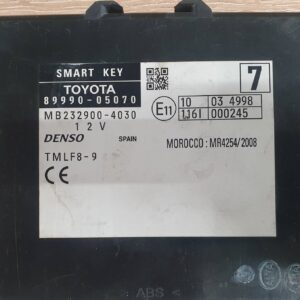 SMART KEY
TOYOTA
89990-05070
MB232900-4030
12V
DENSO SPAIN
TMLF8-9
CE
7
E11 10 03 4998
1J6I 000245
MOROCCO : MR4254/2008
ABS